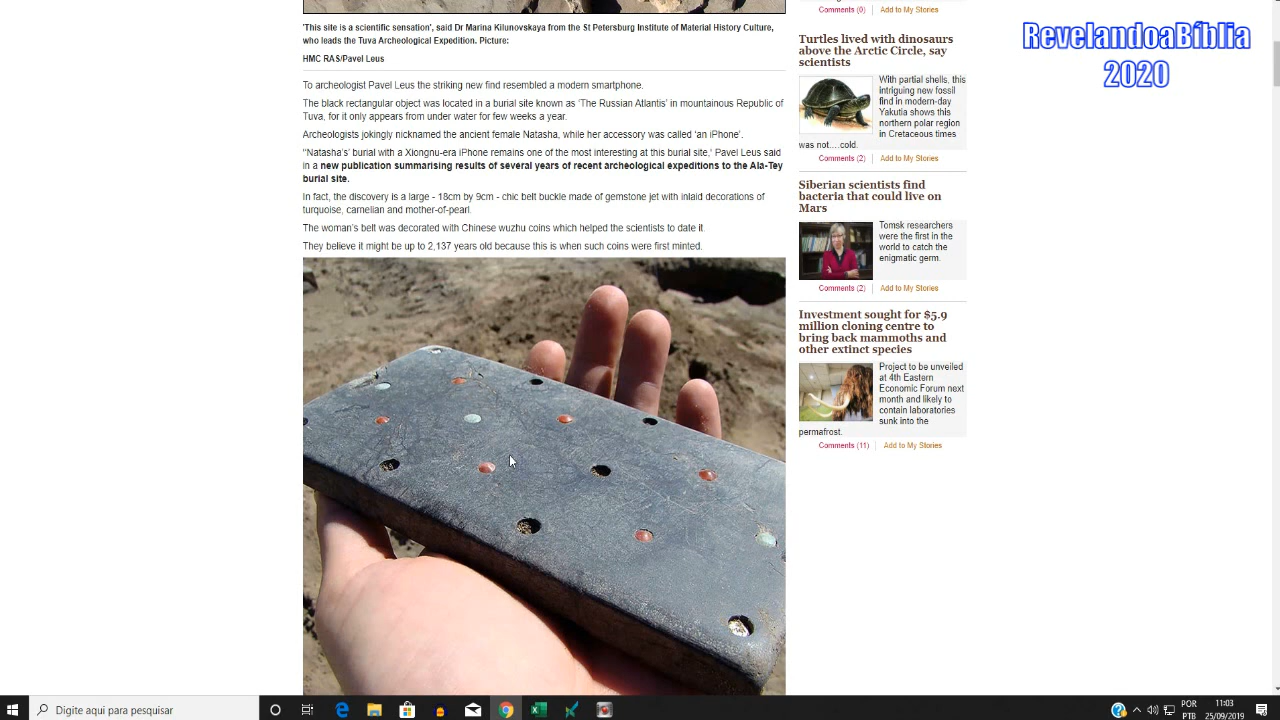 'This site is a scientific sensation', said Dr Marina Kilunovskaya from the St Petersburg Institute of Material History Culture,
who leads the Tuva Archeological Expedition. Picture:
HMC RAS/Pavel Leus
To archeologist Pavel Leus the striking new find resembled a modern smartphone.
The black rectangular object was located in a burial site known as 'The Russian Atlantis' in mountainous Republic of
Tuva, for it only appears from under water for few weeks a year.
Archeologists jokingly nicknamed the ancient female Natasha, while her accessory was called 'an iPhone'.
''Natasha's' burial with a Xiongnu-era iPhone remains one of the most interesting at this burial site,' Pavel Leus said
in a new publication summarising results of several years of recent archeological expeditions to the Ala-Tey
burial site.
In fact, the discovery is a large - 18cm by 9cm - chic belt buckle made of gemstone jet with inlaid decorations of
turquoise, carnelian and mother-of-pearl.
The woman's belt was decorated with Chinese wuzhu coins which helped the scientists to date it.
They believe it might be up to 2,137 years old because this is when such coins were first minted.
Comments (0) Add to My Stories
Turtles lived with dinosaurs
above the Arctic Circle, say
scientists
With partial shells, this
intriguing new fossil
find in modern-day
Yakutia shows this
northern polar region
in Cretaceous times
was not....cold.
Comments (2) Add to My Stories
Siberian scientists find
bacteria that could live on
Mars
Tomsk researchers
were the first in the
world to catch the
enigmatic germ.
Comments (2) Add to My Stories
Investment sought for $5.9
million cloning centre to
bring back mammoths and
other extinct species
Project to be unveiled
at 4th Eastern
Economic Forum next
month and likely to
contain laboratories
sunk into the
permafrost.
Comments (11) Add to My Stories
RevelandoaBíblia
2020
Digite aqui para pesquisar
POR
PTB
11:03
25/09/2019